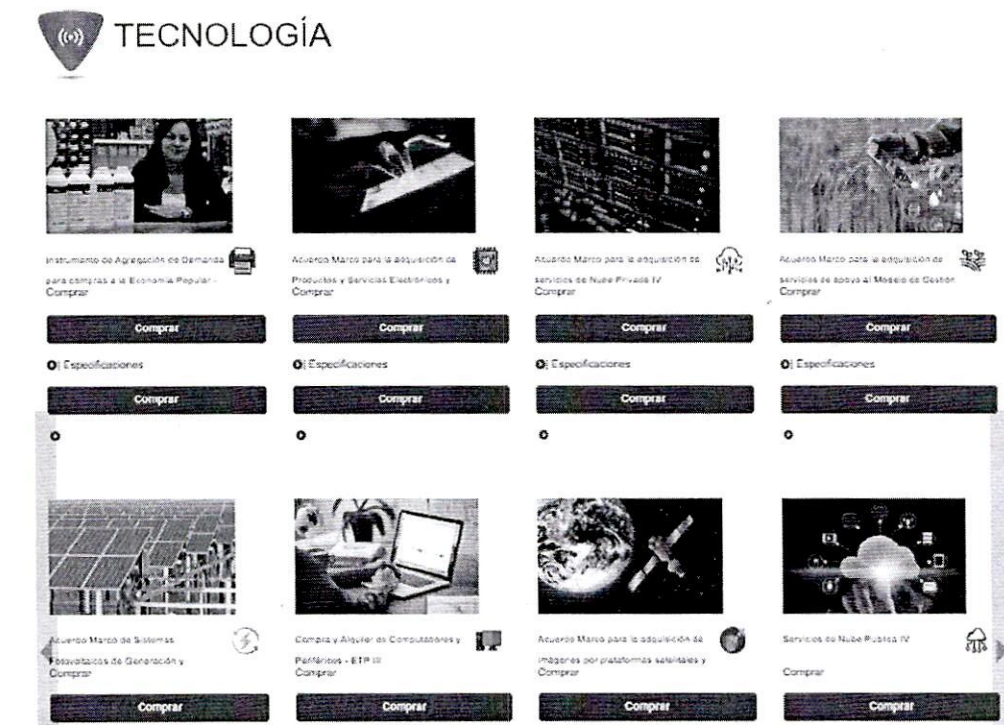 TECNOLOGÍA
Instrumento de Agregación de Demanda
para compras a la Economía Popular -
Comprar
Comprar
Especificaciones
Comprar
Acuerdo Marco para la adquisición de
Productos y Servicios Electrónicos y
Comprar
Comprar
Especificaciones
Comprar
Acuerdo Marco para la adquisición de
servicios de Nube Privada IV
Comprar
Comprar
Especificaciones
Comprar
Acuerdo Marco para la adquisición de
servicios de apoyo al Modelo de Gestión
Comprar
Comprar
Especificaciones
Comprar
Acuerdo Marco de Sistemas
Fotovoltaicos de Generación y
Comprar
Comprar
Compra y Alquiler de Computadores y
Periféricos - ETP III
Comprar
Comprar
Acuerdo Marco para la adquisición de
imágenes por plataformas satelitales y
Comprar
Comprar
Servicios de Nube Pública IV
Comprar
Comprar